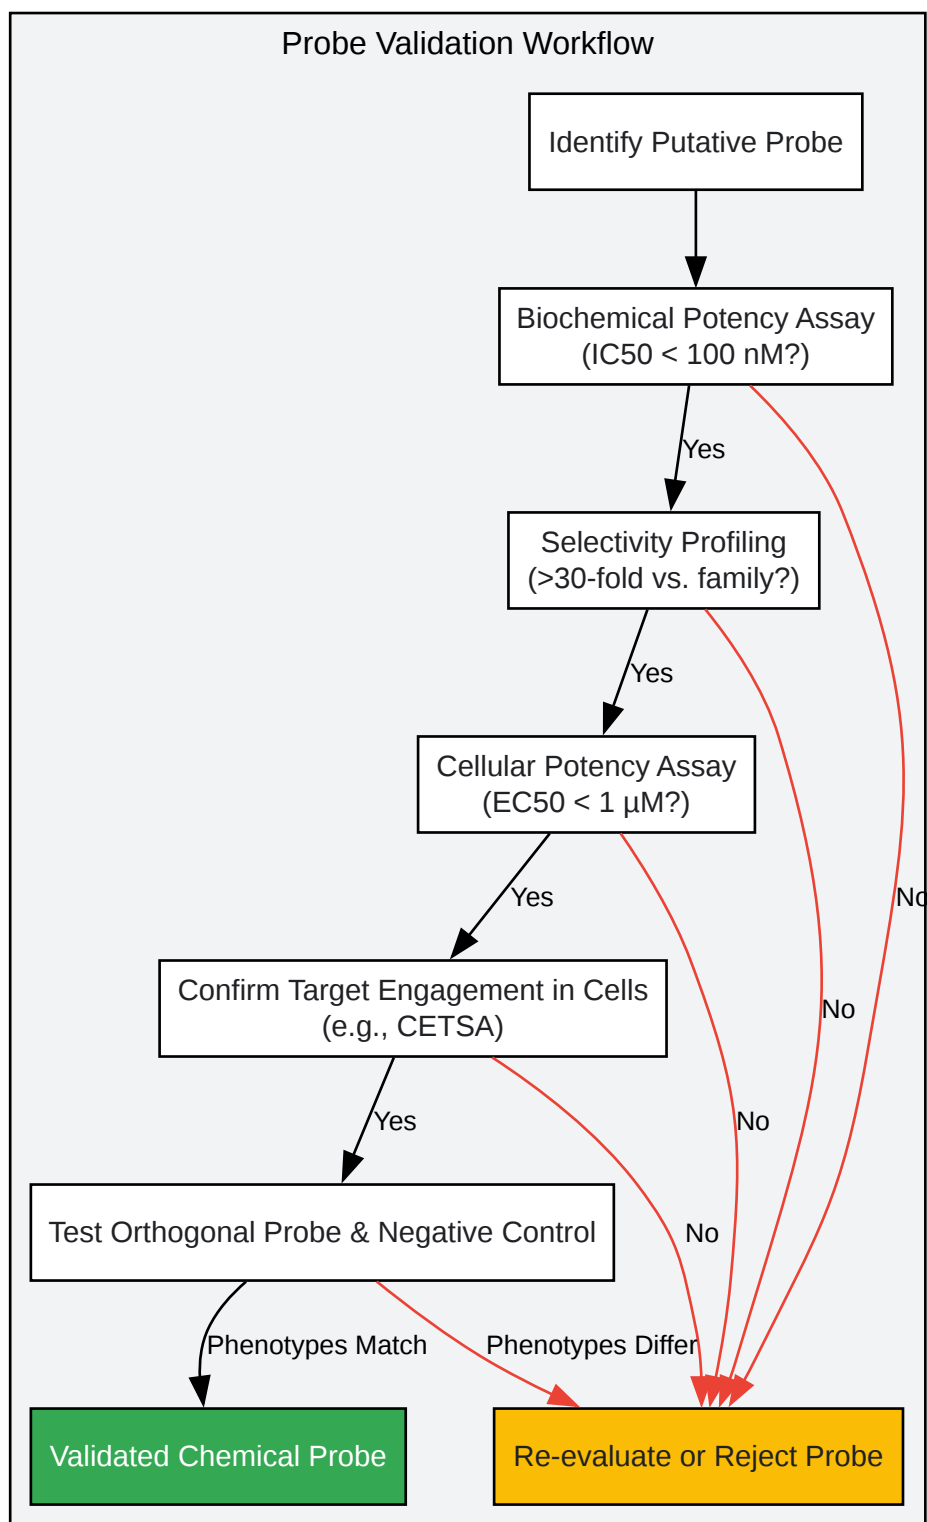 Probe Validation Workflow
Identify Putative Probe
Biochemical Potency Assay
(IC50 < 100 nM?)
Yes
Selectivity Profiling
(>30-fold vs. family?)
Yes
Cellular Potency Assay
(EC50 < 1 µM?)
Yes
No
Confirm Target Engagement in Cells
(e.g., CETSA)
No
Yes
No
Test Orthogonal Probe & Negative Control
No
Phenotypes Match
Phenotypes Differ
Validated Chemical Probe
Re-evaluate or Reject Probe